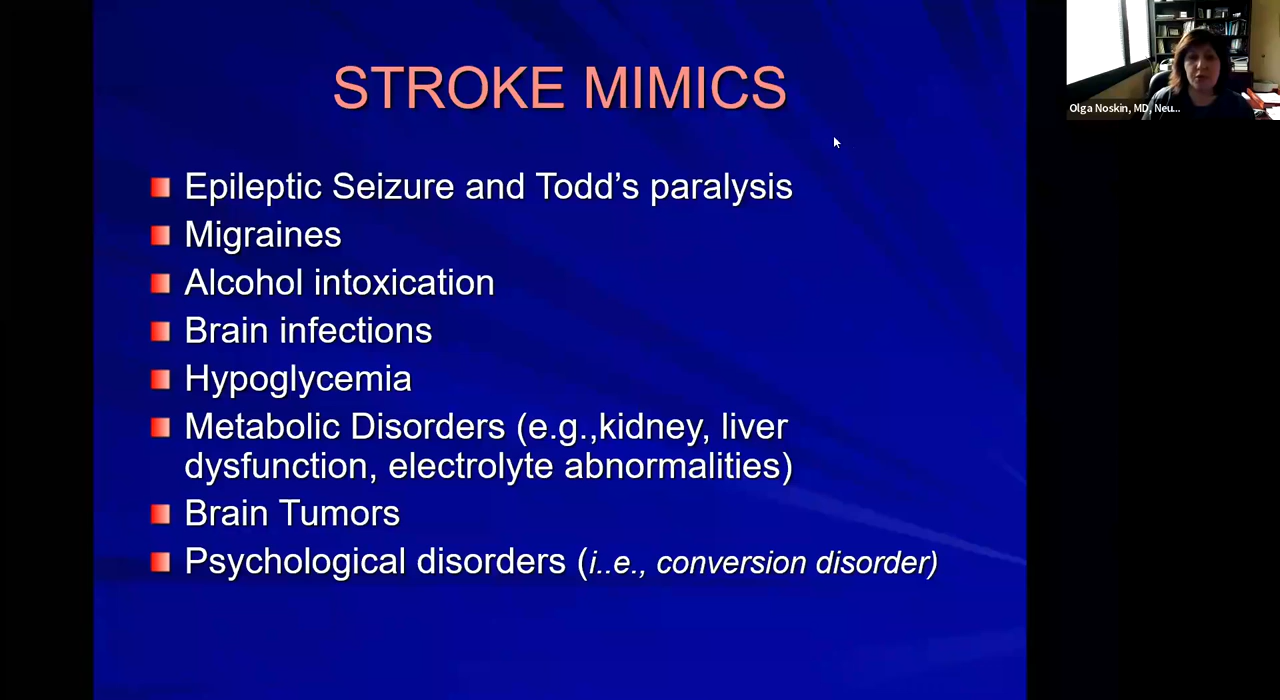 STROKE MIMICS
Epileptic Seizure and Todd’s paralysis
Migraines
Alcohol intoxication
Brain infections
Hypoglycemia
Metabolic Disorders (e.g.,kidney, liver
dysfunction, electrolyte abnormalities)
Brain Tumors
Psychological disorders (i..e., conversion disorder)
Olga Noskin, MD, Neu...